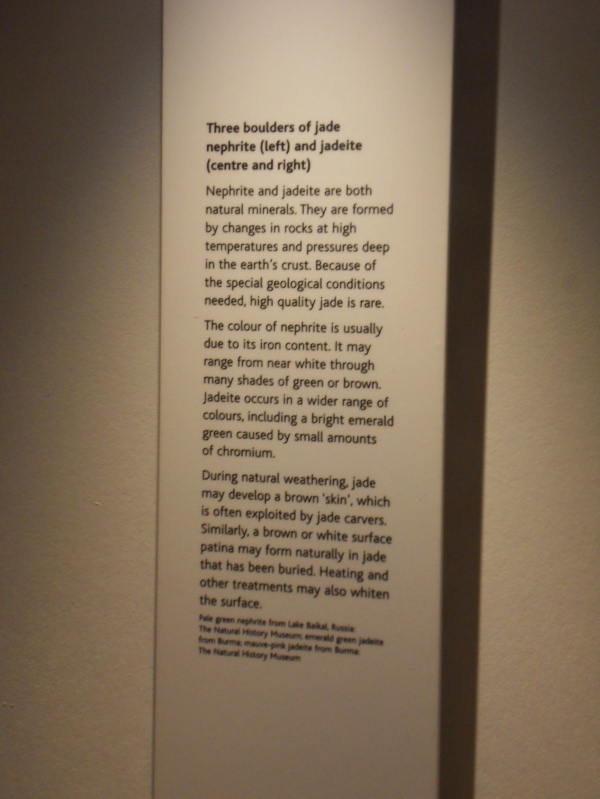 Three boulders of jade
nephrite (left) and jadeite
(centre and right)
Nephrite and jadeite are both
natural minerals. They are formed
by changes in rocks at high
temperatures and pressures deep
in the earth's crust. Because of
the special geological conditions
needed, high quality jade is rare.
The colour of nephrite is usually
due to its iron content. It may
range from near white through
many shades of green or brown.
Jadeite occurs in a wider range of
colours, including a bright emerald
green caused by small amounts
of chromium.
During natural weathering, jade
may develop a brown 'skin', which
is often exploited by jade carvers.
Similarly, a brown or white surface
patina may form naturally in jade
that has been buried. Heating and
other treatments may also whiten
the surface.
Pale green nephrite from Lake Baikal, Russia:
The Natural History Museum; emerald green jadeite
from Burma; mauve-pink jadeite from Burma:
The Natural History Museum